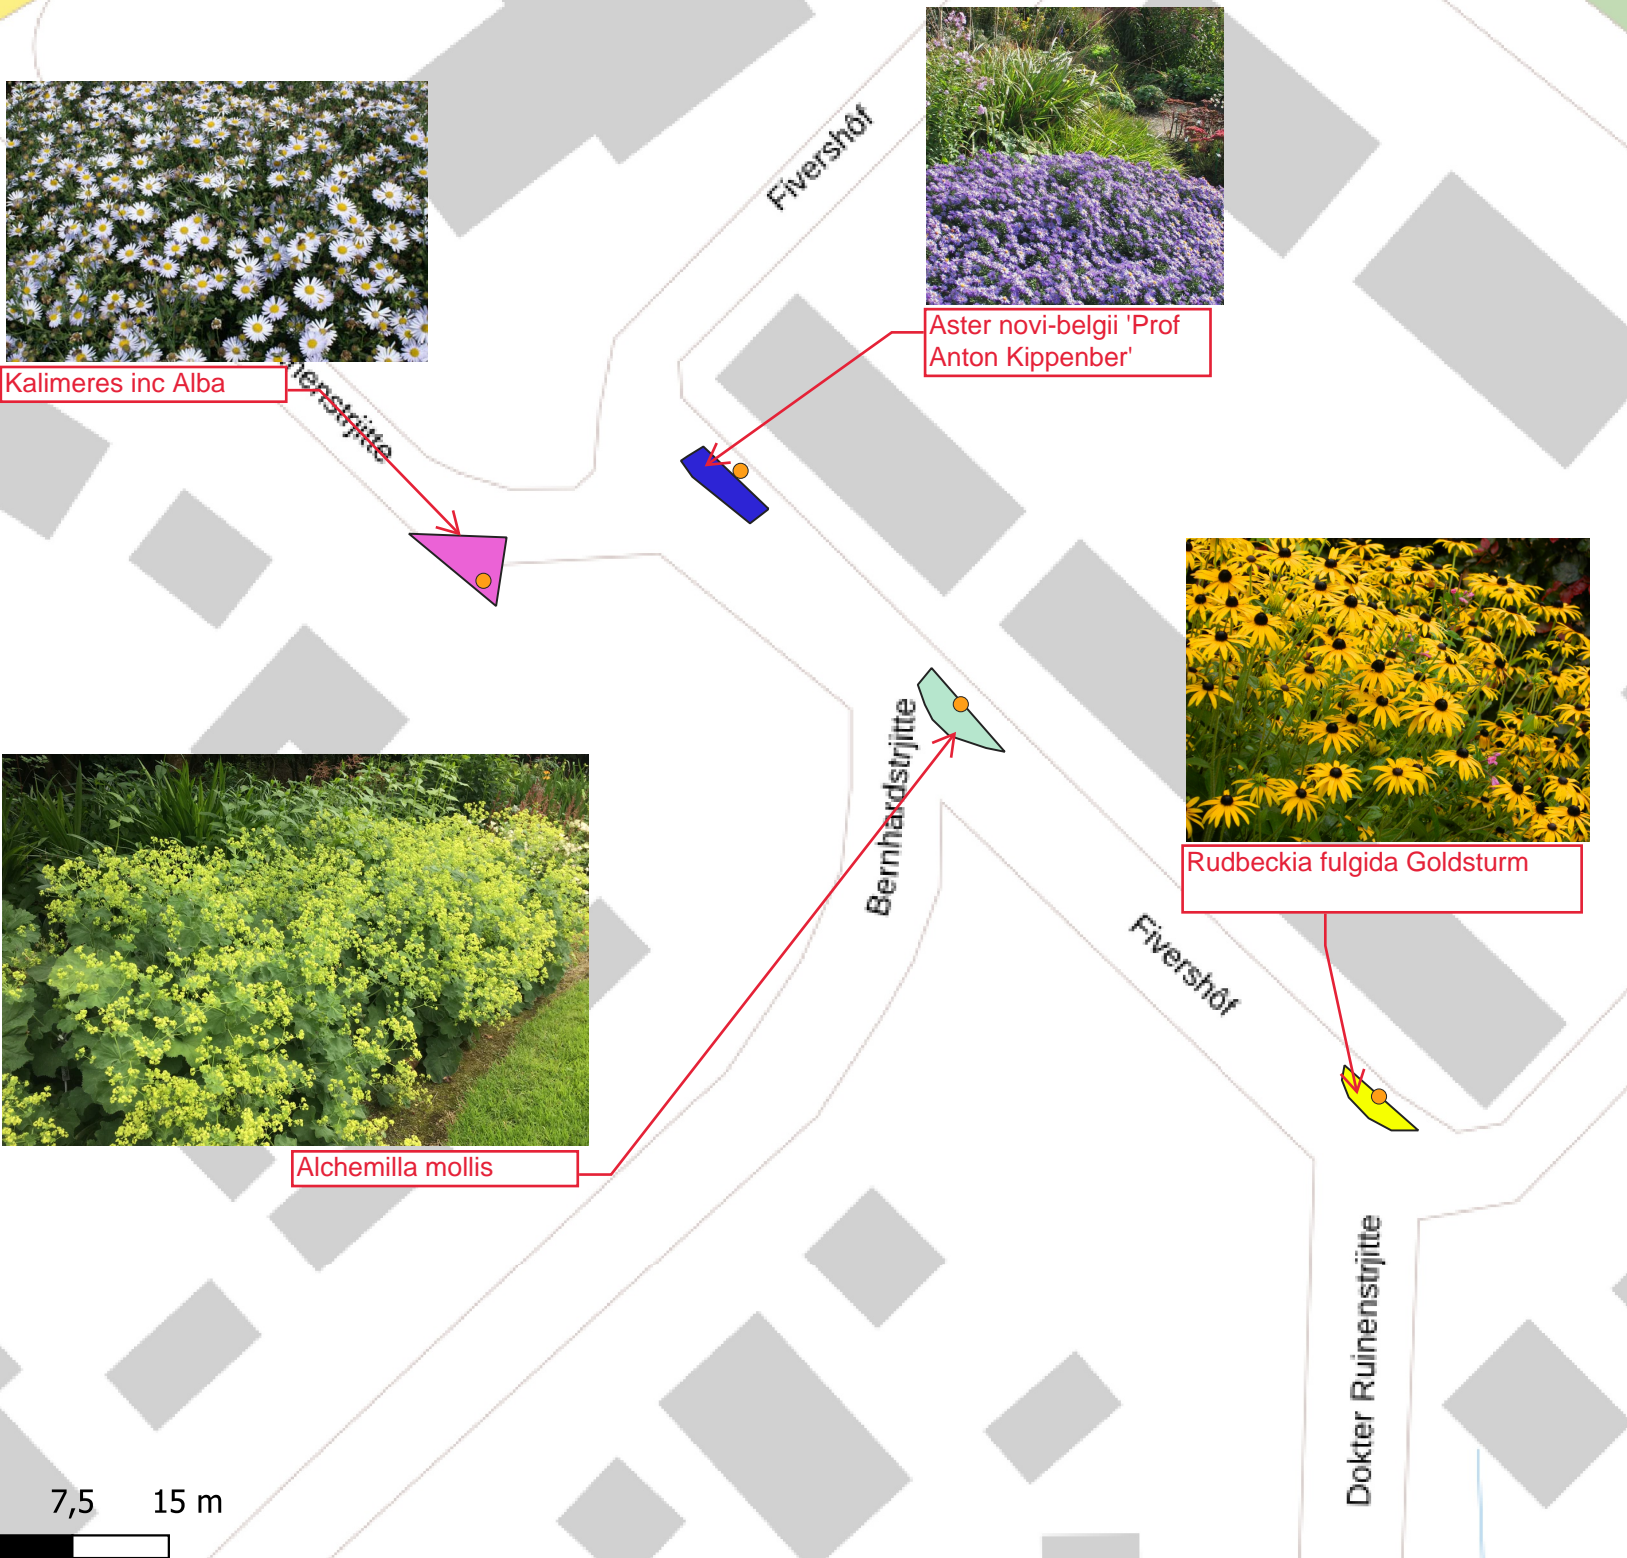 Fivershôf
Aster novi-belgii 'Prof
Anton Kippenber'
Kalimeres inc Alba
nenstrjitte
Bernhardstrjitte
Rudbeckia fulgida Goldsturm
Fivershôf
Alchemilla mollis
Dokter Ruinenstrjitte
7,5 15 m